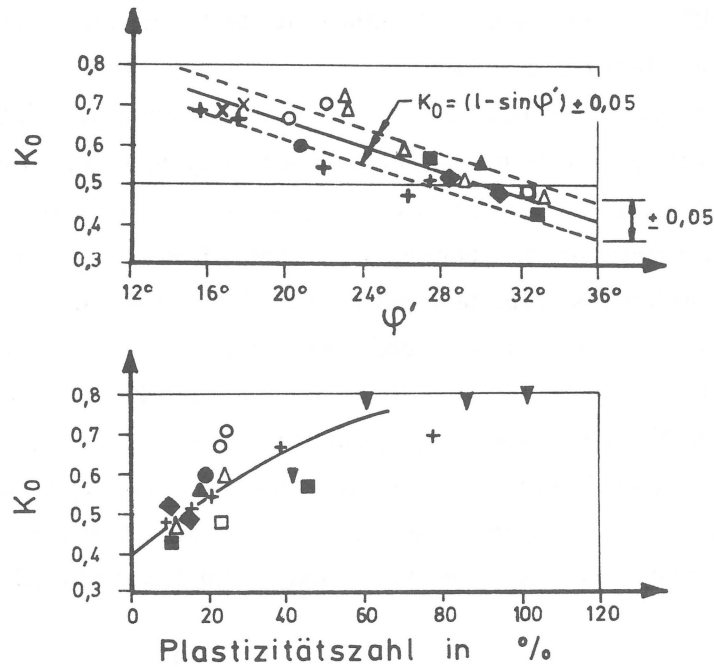 0,8
0,7
0,6
0,5
0,4
0,3
K₀
K₀ = (1-sinφ') ± 0,05
± 0,05
12° 16° 20° 24° 28° 32° 36°
φ'
0,8
0,7
0,6
0,5
0,4
0,3
K₀
0 20 40 60 80 100 120
Plastizitätszahl in %